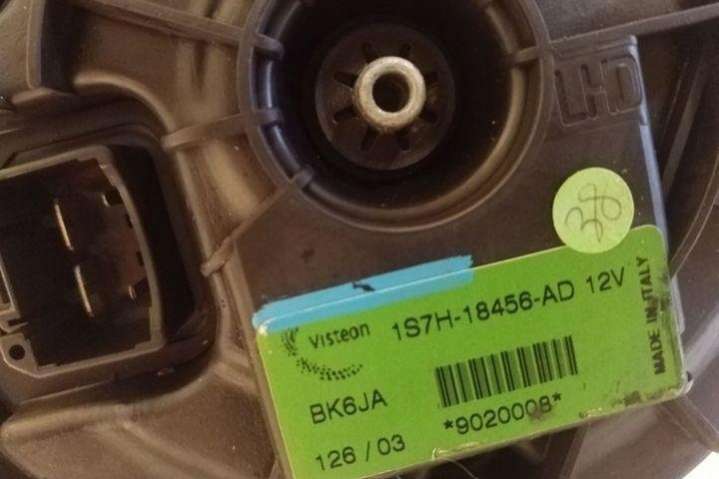 LHD
38
Visteon 1S7H-18456-AD 12V
MADE IN ITALY
BK6JA
*9020008*
126 / 03